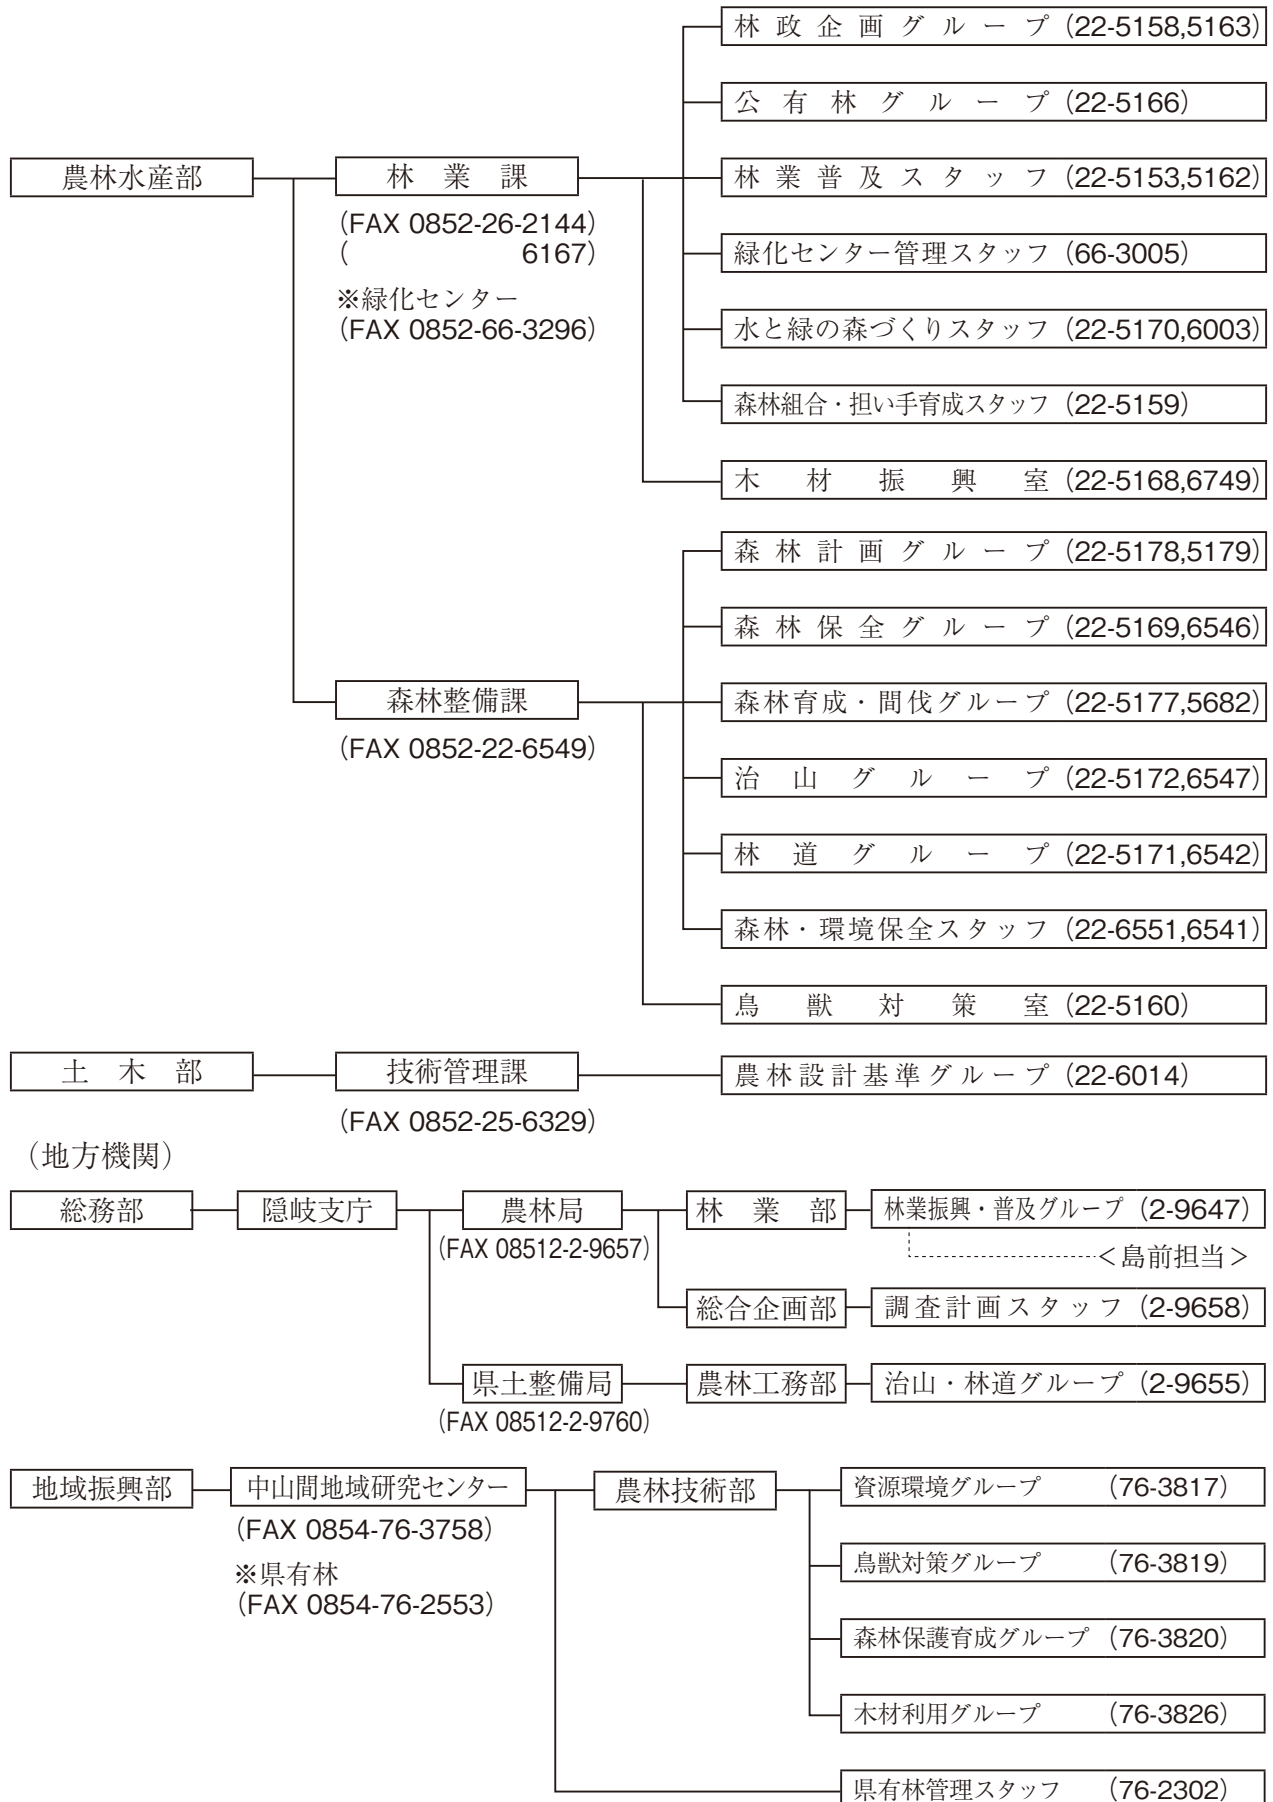 林政企画グループ（22-5158,5163）
公有林グループ（22-5166）
農林水産部
林業課
林業普及スタッフ（22-5153,5162）
（FAX 0852-26-2144）
（ 6167）
緑化センター管理スタッフ（66-3005）
※緑化センター
（FAX 0852-66-3296）
水と緑の森づくりスタッフ（22-5170,6003）
森林組合・担い手育成スタッフ（22-5159）
木材振興室（22-5168,6749）
森林計画グループ（22-5178,5179）
森林保全グループ（22-5169,6546）
森林整備課
森林育成・間伐グループ（22-5177,5682）
（FAX 0852-22-6549）
治山グループ（22-5172,6547）
林道グループ（22-5171,6542）
森林・環境保全スタッフ（22-6551,6541）
鳥獣対策室（22-5160）
土木部
技術管理課
農林設計基準グループ（22-6014）
（FAX 0852-25-6329）
（地方機関）
総務部
隠岐支庁
農林局
林業部
林業振興・普及グループ（2-9647）
（FAX 08512-2-9657）
＜島前担当＞
総合企画部
調査計画スタッフ（2-9658）
県土整備局
農林工務部
治山・林道グループ（2-9655）
（FAX 08512-2-9760）
地域振興部
中山間地域研究センター
農林技術部
資源環境グループ（76-3817）
（FAX 0854-76-3758）
鳥獣対策グループ（76-3819）
※県有林
（FAX 0854-76-2553）
森林保護育成グループ（76-3820）
木材利用グループ（76-3826）
県有林管理スタッフ（76-2302）